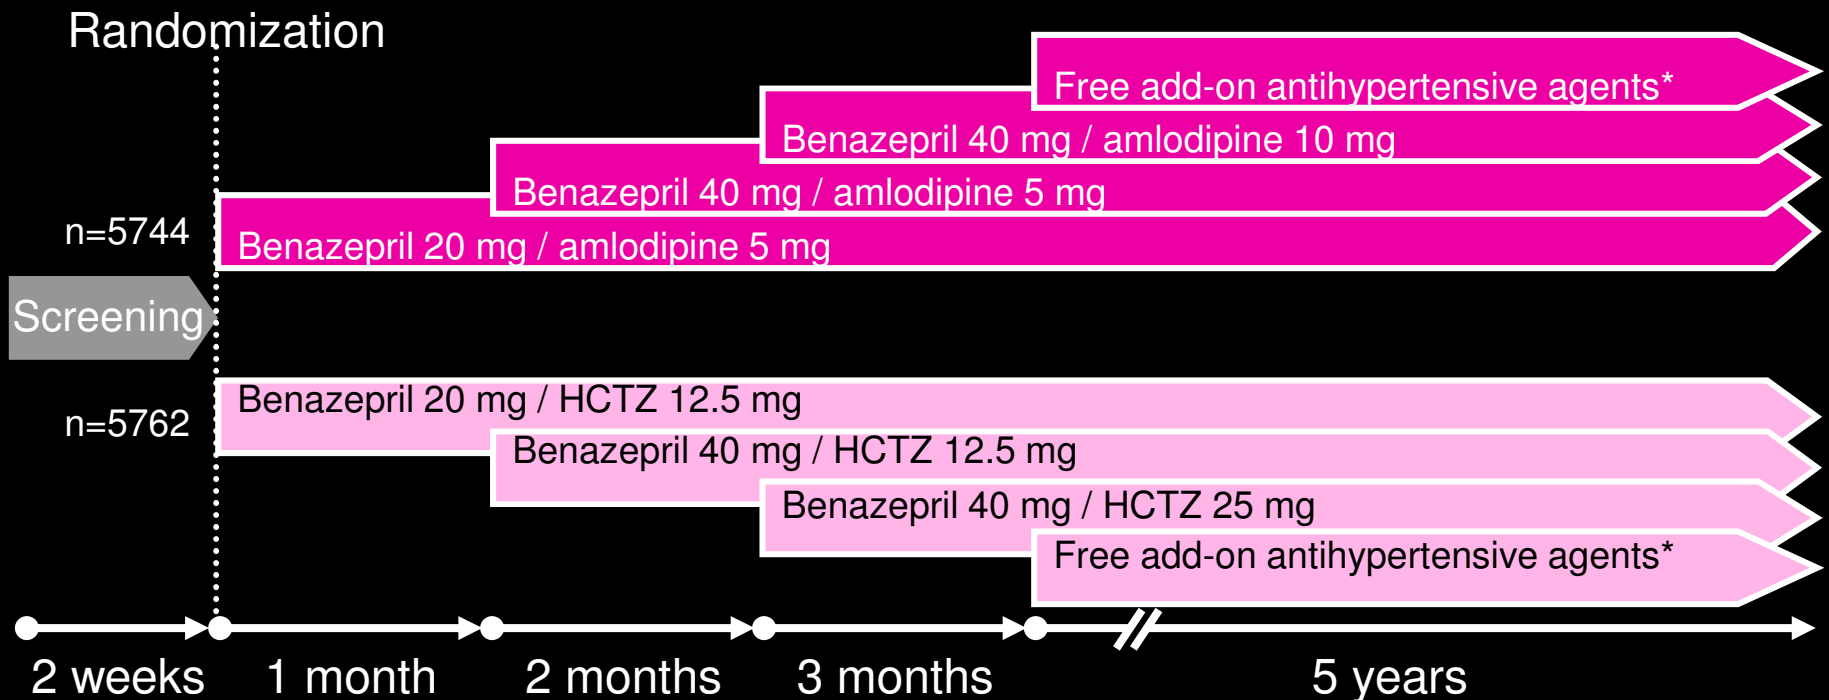 Randomization
Free add-on antihypertensive agents*
Benazepril 40 mg / amlodipine 10 mg
Benazepril 40 mg / amlodipine 5 mg
n=5744
Benazepril 20 mg / amlodipine 5 mg
Screening
Benazepril 20 mg / HCTZ 12.5 mg
n=5762
Benazepril 40 mg / HCTZ 12.5 mg
Benazepril 40 mg / HCTZ 25 mg
Free add-on antihypertensive agents*
2 weeks 1 month 2 months 3 months 5 years